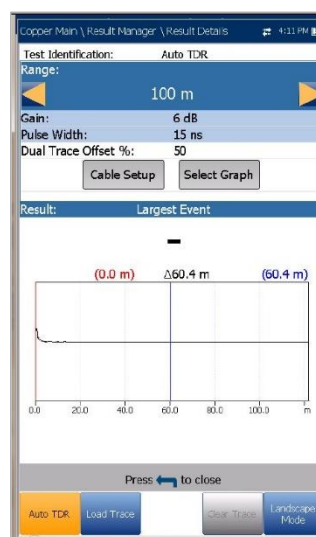 Copper Main \ Result Manager \ Result Details 4:11 PM
Test Identification: Auto TDR
Range:
100 m
Gain: 6 dB
Pulse Width: 15 ns
Dual Trace Offset %: 50
Cable Setup Select Graph
Result: Largest Event
-
(0.0 m) Δ60.4 m (60.4 m)
0.0 20.0 40.0 60.0 80.0 100.0 m
Press to close
Auto TDR Load Trace Clear Trace Landscape Mode